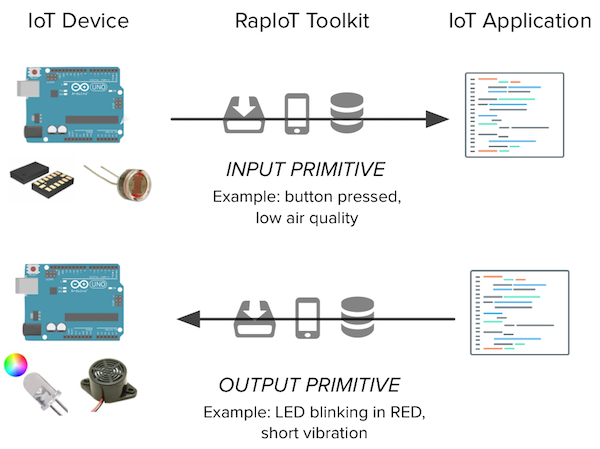 IoT Device
RapIoT Toolkit
IoT Application
UNO
INPUT PRIMITIVE
Example: button pressed,
low air quality
UNO
OUTPUT PRIMITIVE
Example: LED blinking in RED,
short vibration